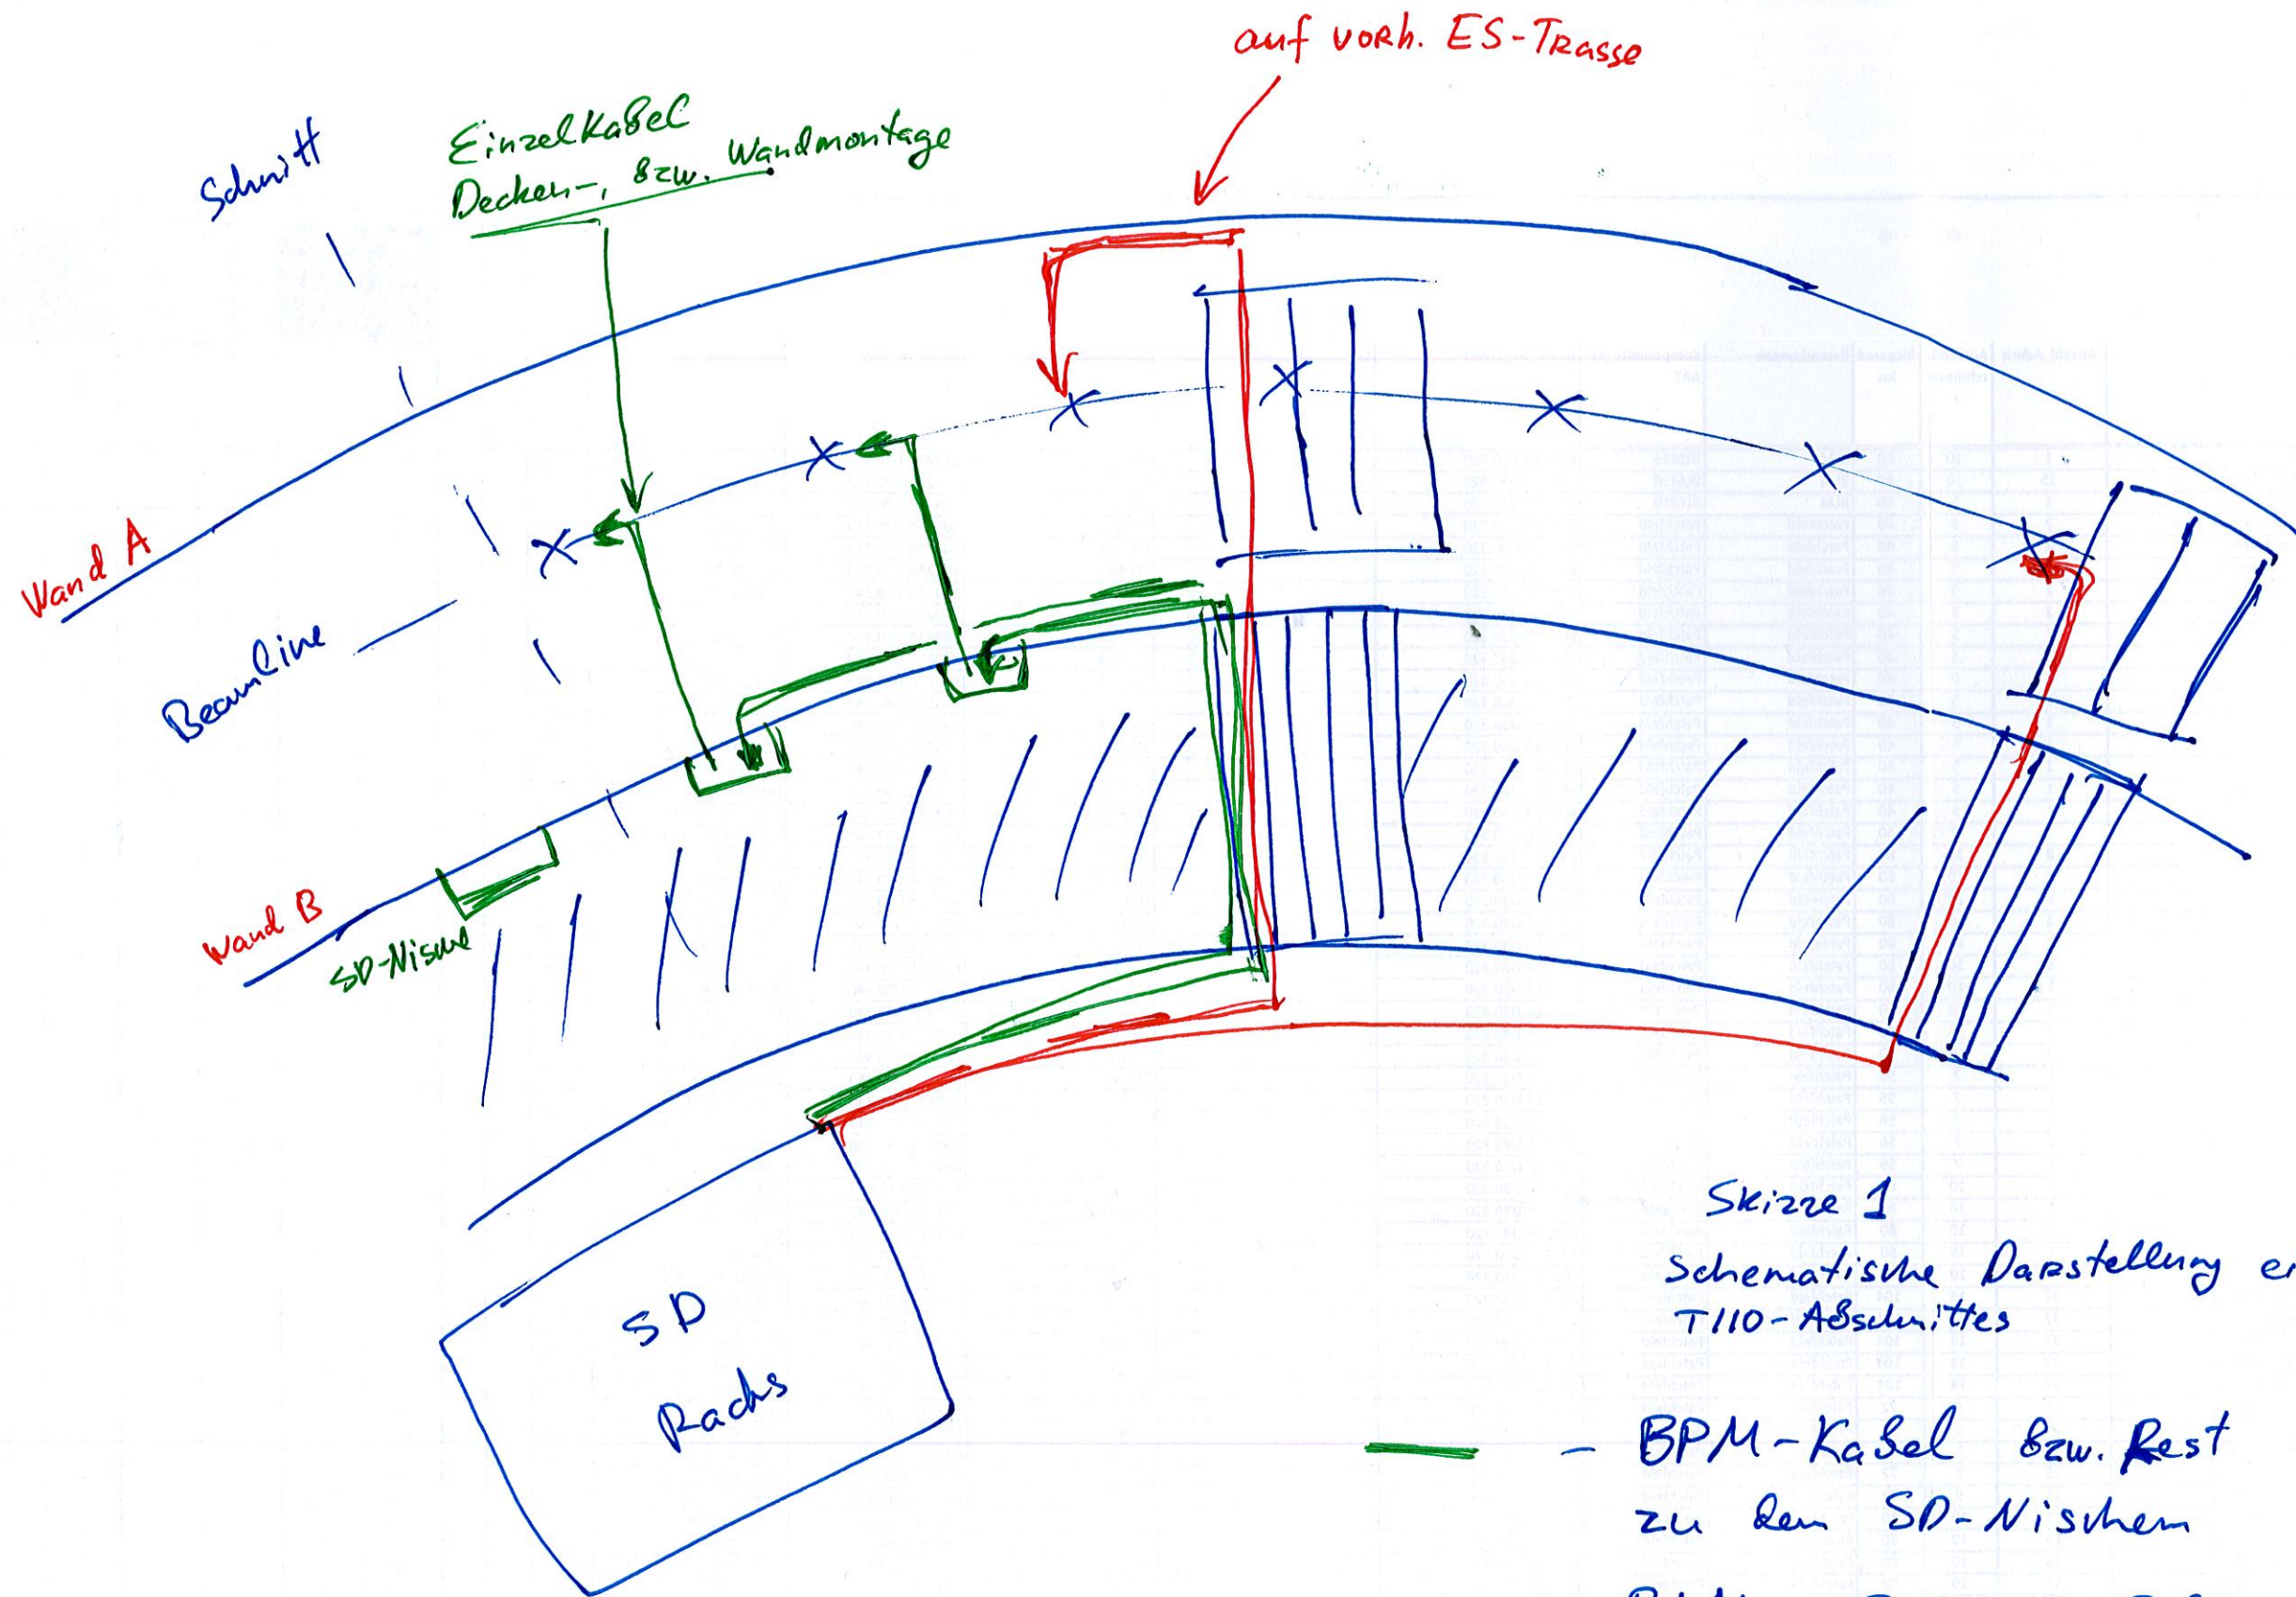 auf vorh. ES-Trasse
Schnitt
Einzelkabel
Decken-, bzw. Wandmontage
Wand A
Beamline
Wand B
SD-Nische
SD
Racks
Skizze 1
Schematische Darstellung
T110-Abschnittes
- BPM-Kabel bzw. Rest
zu den SD-Nischen